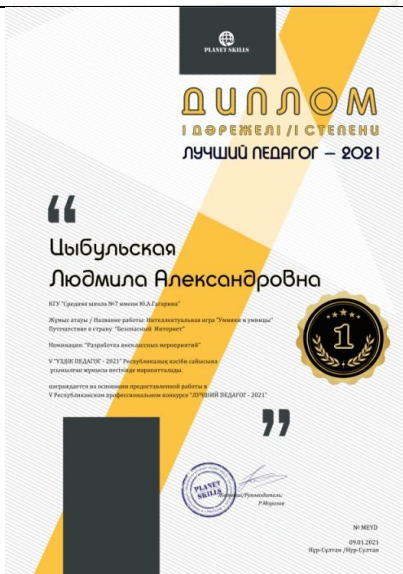 PLANET SKILLS
ДИПЛОМ
I ДӘРЕЖЕЛІ / I СТЕПЕНИ
ЛУЧШИЙ ПЕДАГОГ – 2021
“
Цыбульская
Людмила Александровна
КГУ "Средняя школа №7 имени Ю.А.Гагарина"
Жұмыс атауы / Название работы: Интеллектуальная игра "Умники и умницы"
Путешествие в страну "Безопасный Интернет"
Номинация: "Разработка внеклассных мероприятий"
V "ҮЗДІК ПЕДАГОГ - 2021" Республикалық кәсіби сайысына
ұсынылған жұмысы негізінде марапатталады.
награждается на основании предоставленной работы в
V Республиканском профессиональном конкурсе "ЛУЧШИЙ ПЕДАГОГ - 2021"
1
”
PLANET
SKILLS
/Руководитель:
Р.Морозов
№ MEYD
09.01.2021
Нұр-Сұлтан /Нур-Султан